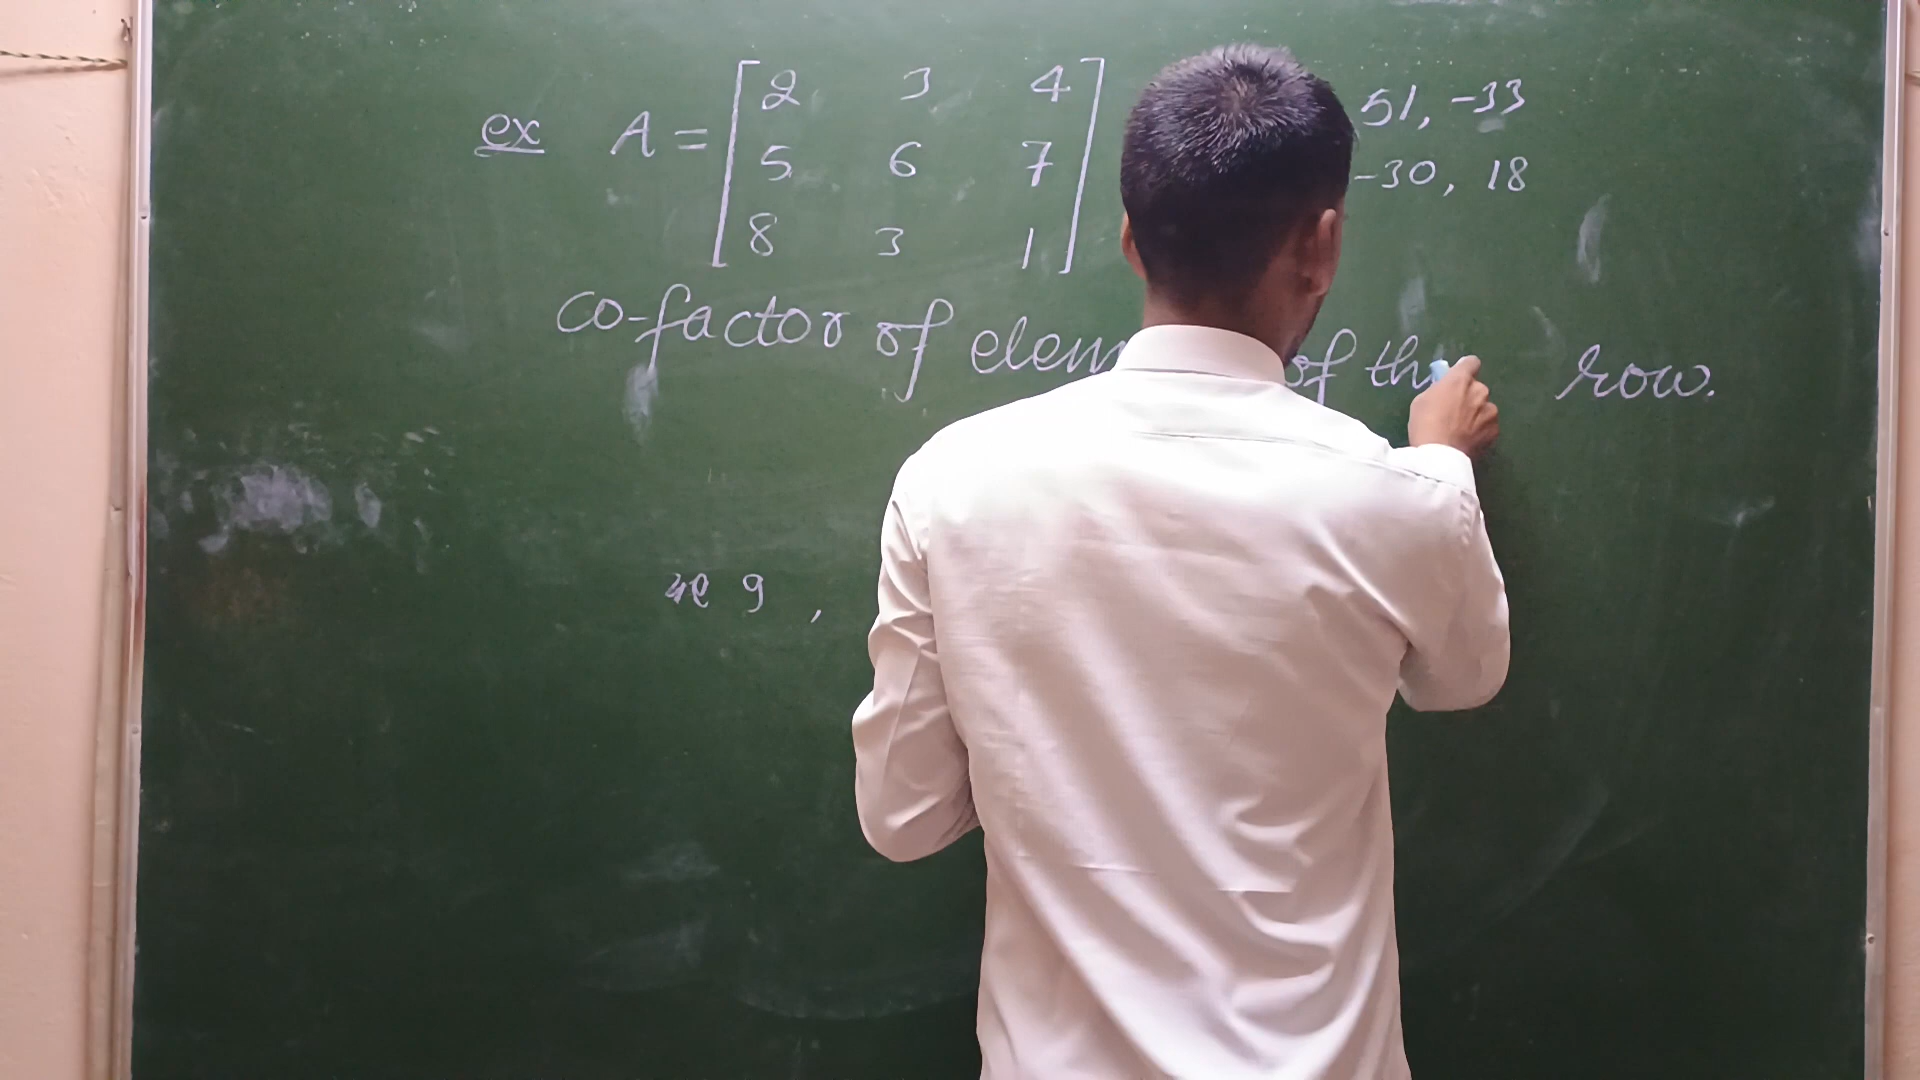 ex A = [ 2 3 4
5 6 7
8 3 1 ]
51, -33
-30, 18
co-factor of elem of th row.
9 ,